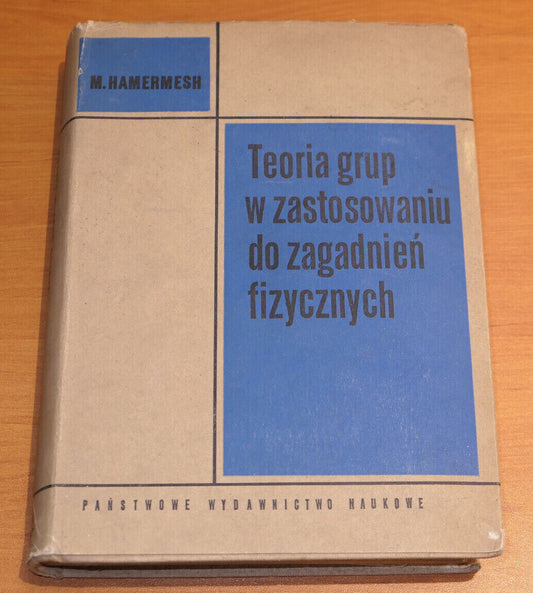 M. HAMERMESH
Teoria grup
w zastosowaniu
do zagadnień
fizycznych
PAŃSTWOWE WYDAWNICTWO NAUKOWE